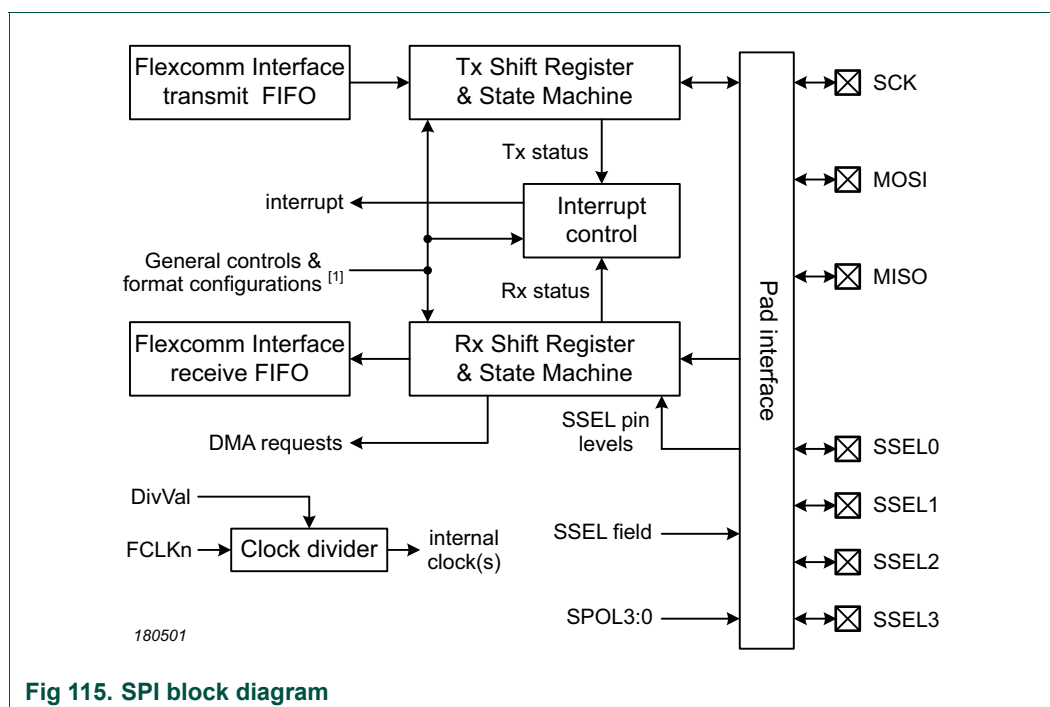 Flexcomm Interface
transmit FIFO
Tx Shift Register
& State Machine
SCK
Tx status
MOSI
interrupt
Interrupt
control
General controls &
format configurations [1]
Rx status
MISO
Flexcomm Interface
receive FIFO
Rx Shift Register
& State Machine
Pad interface
DMA requests
SSEL pin
levels
SSEL0
DivVal
SSEL1
FCLKn
Clock divider
internal
clock(s)
SSEL field
SSEL2
180501
SPOL3:0
SSEL3
Fig 115. SPI block diagram